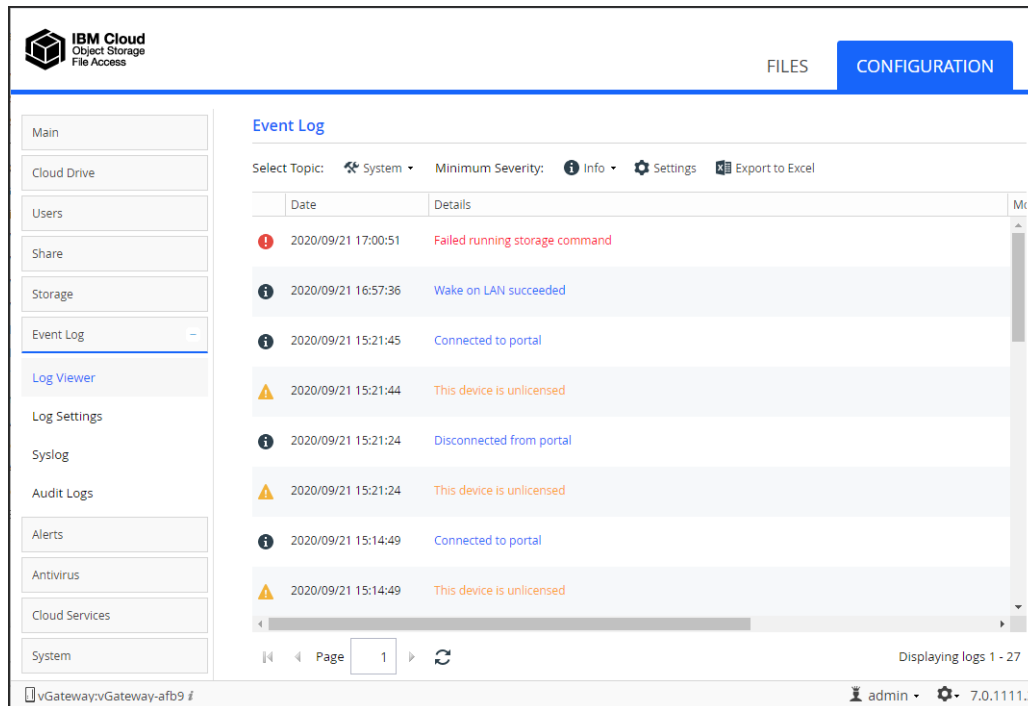 IBM Cloud
Object Storage
File Access
FILES
CONFIGURATION
Main
Cloud Drive
Users
Share
Storage
Event Log
Log Viewer
Log Settings
Syslog
Audit Logs
Alerts
Antivirus
Cloud Services
System
Event Log
Select Topic: System Minimum Severity: Info Settings Export to Excel
Date Details
2020/09/21 17:00:51 Failed running storage command
2020/09/21 16:57:36 Wake on LAN succeeded
2020/09/21 15:21:45 Connected to portal
2020/09/21 15:21:44 This device is unlicensed
2020/09/21 15:21:24 Disconnected from portal
2020/09/21 15:21:24 This device is unlicensed
2020/09/21 15:14:49 Connected to portal
2020/09/21 15:14:49 This device is unlicensed
Page 1
Displaying logs 1 - 27
vGateway:vGateway-afb9 i
admin 7.0.1111.